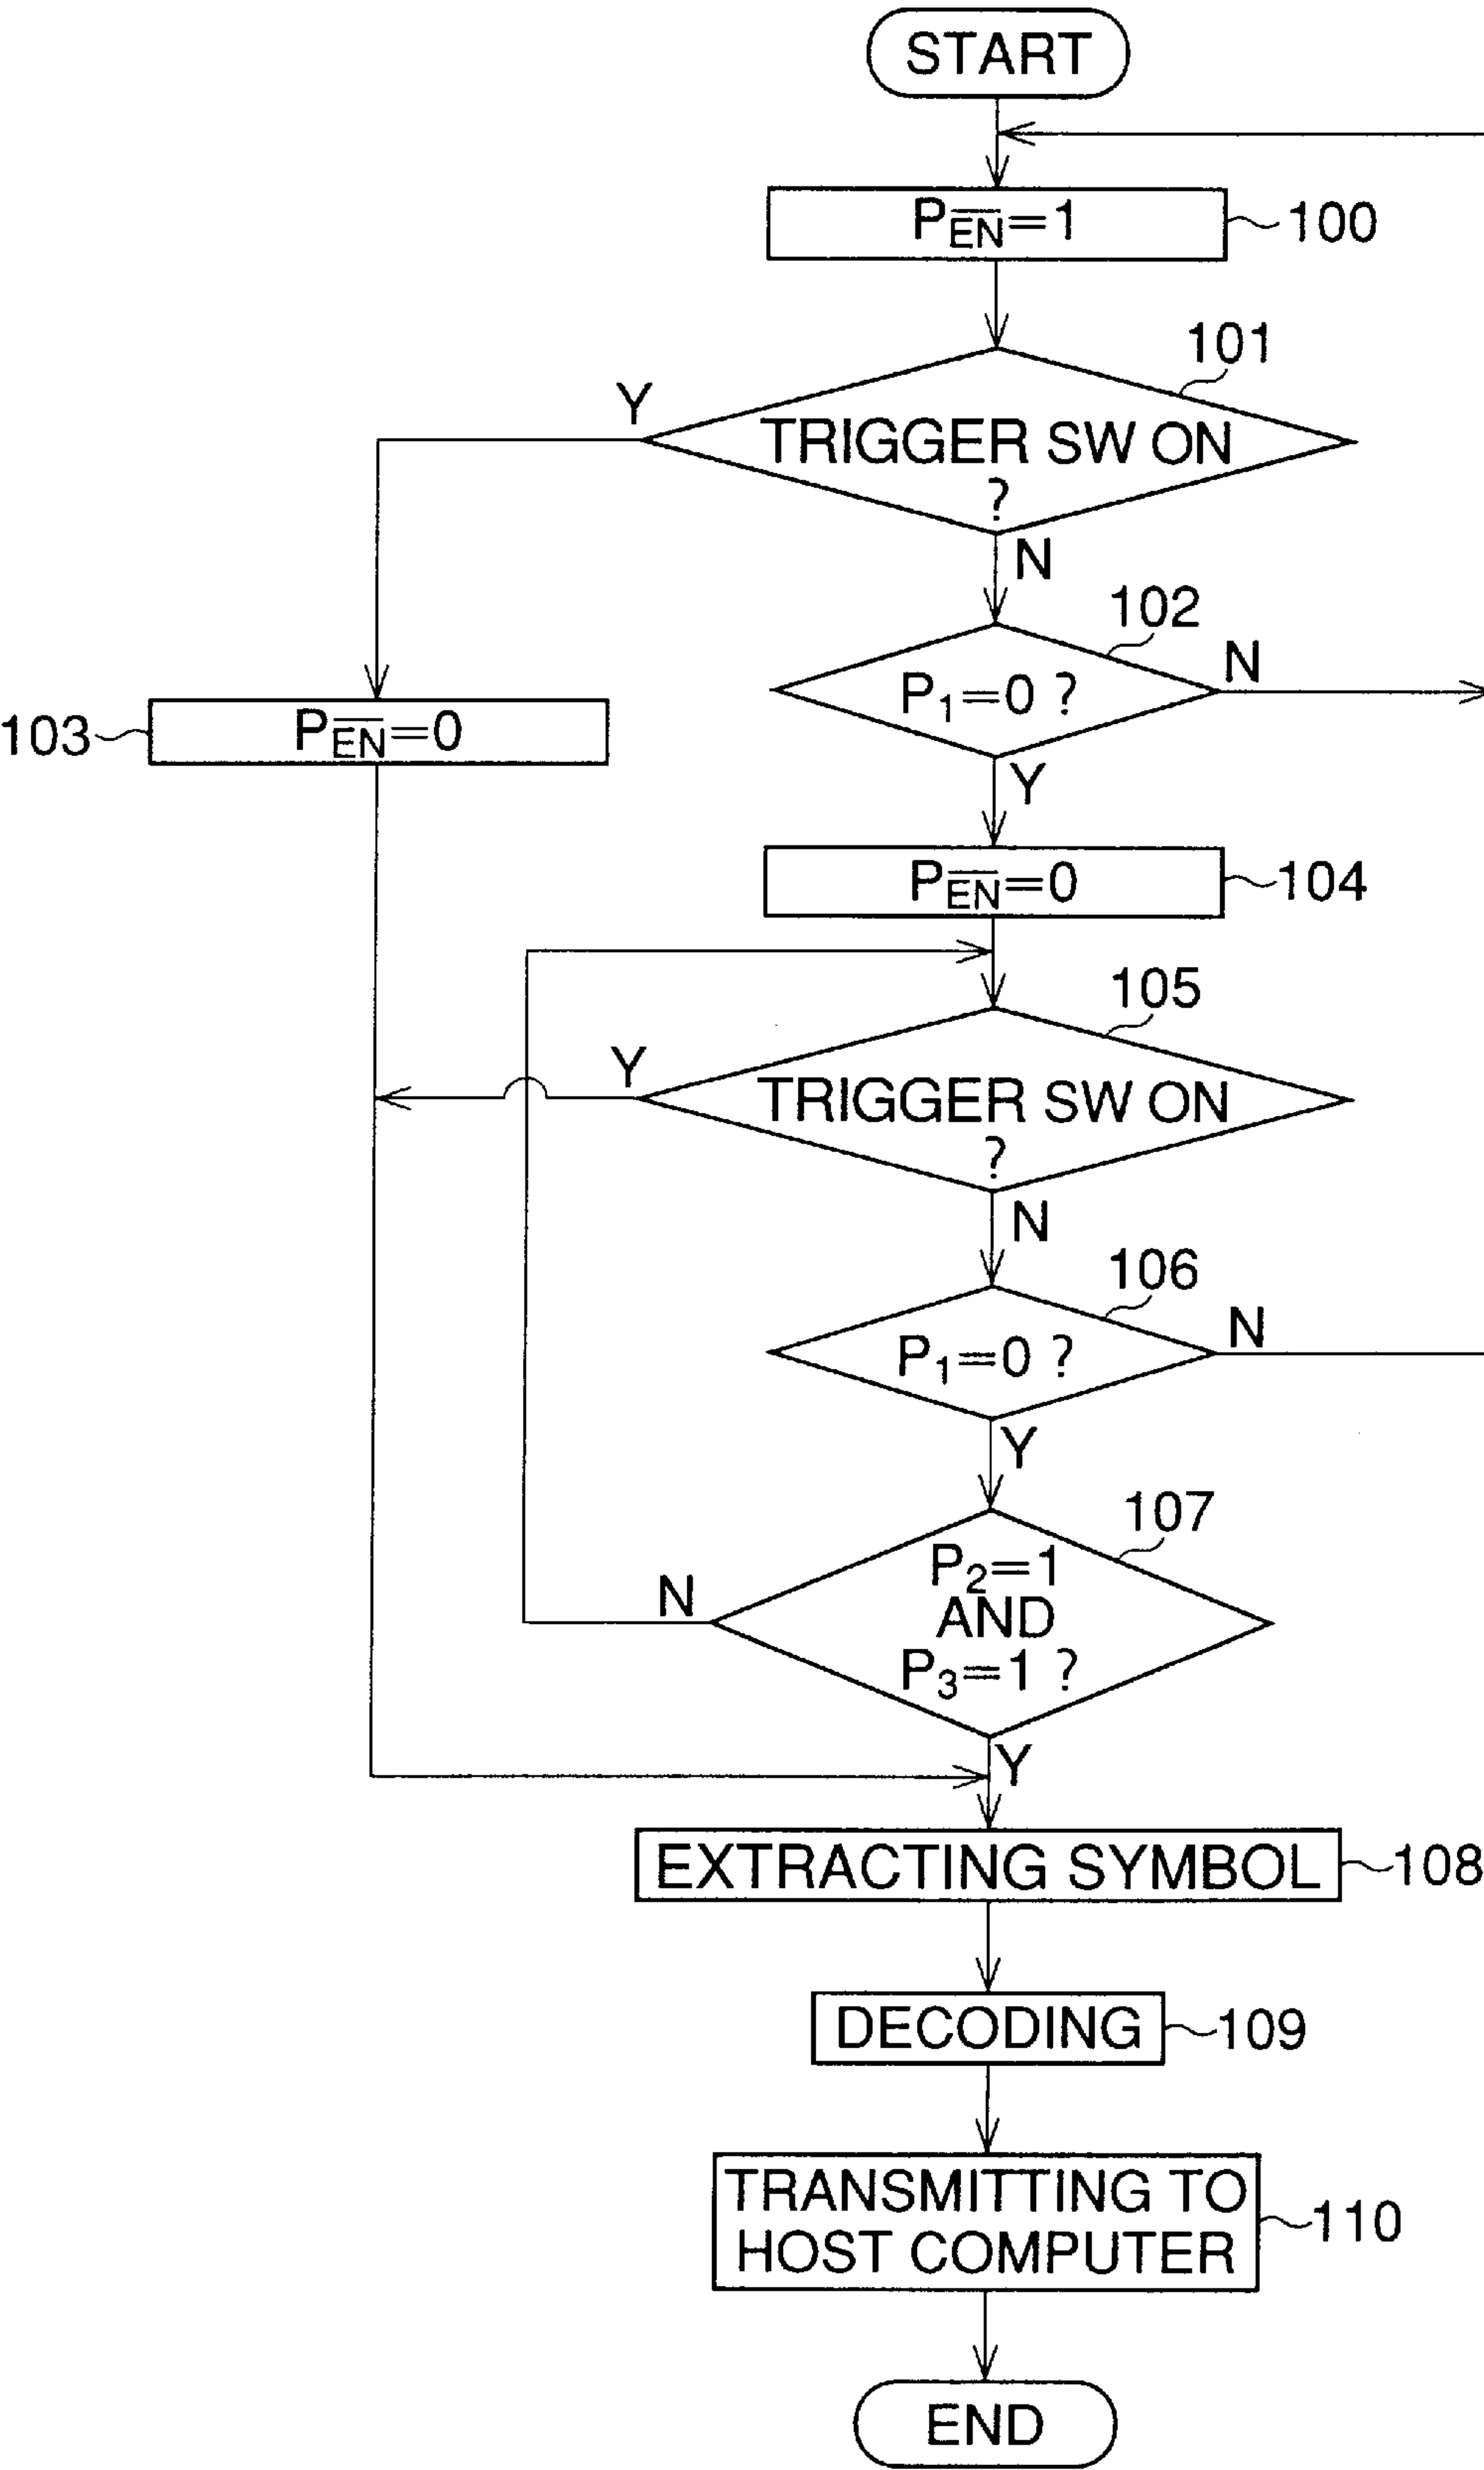 START
P_EN̅=1
100
101
Y
TRIGGER SW ON
?
N
102
P₁=0 ?
N
103
P_EN̅=0
Y
P_EN̅=0
104
105
Y
TRIGGER SW ON
?
N
106
P₁=0 ?
N
Y
107
P₂=1
AND
P₃=1 ?
N
Y
EXTRACTING SYMBOL
108
DECODING
109
TRANSMITTING TO
HOST COMPUTER
110
END